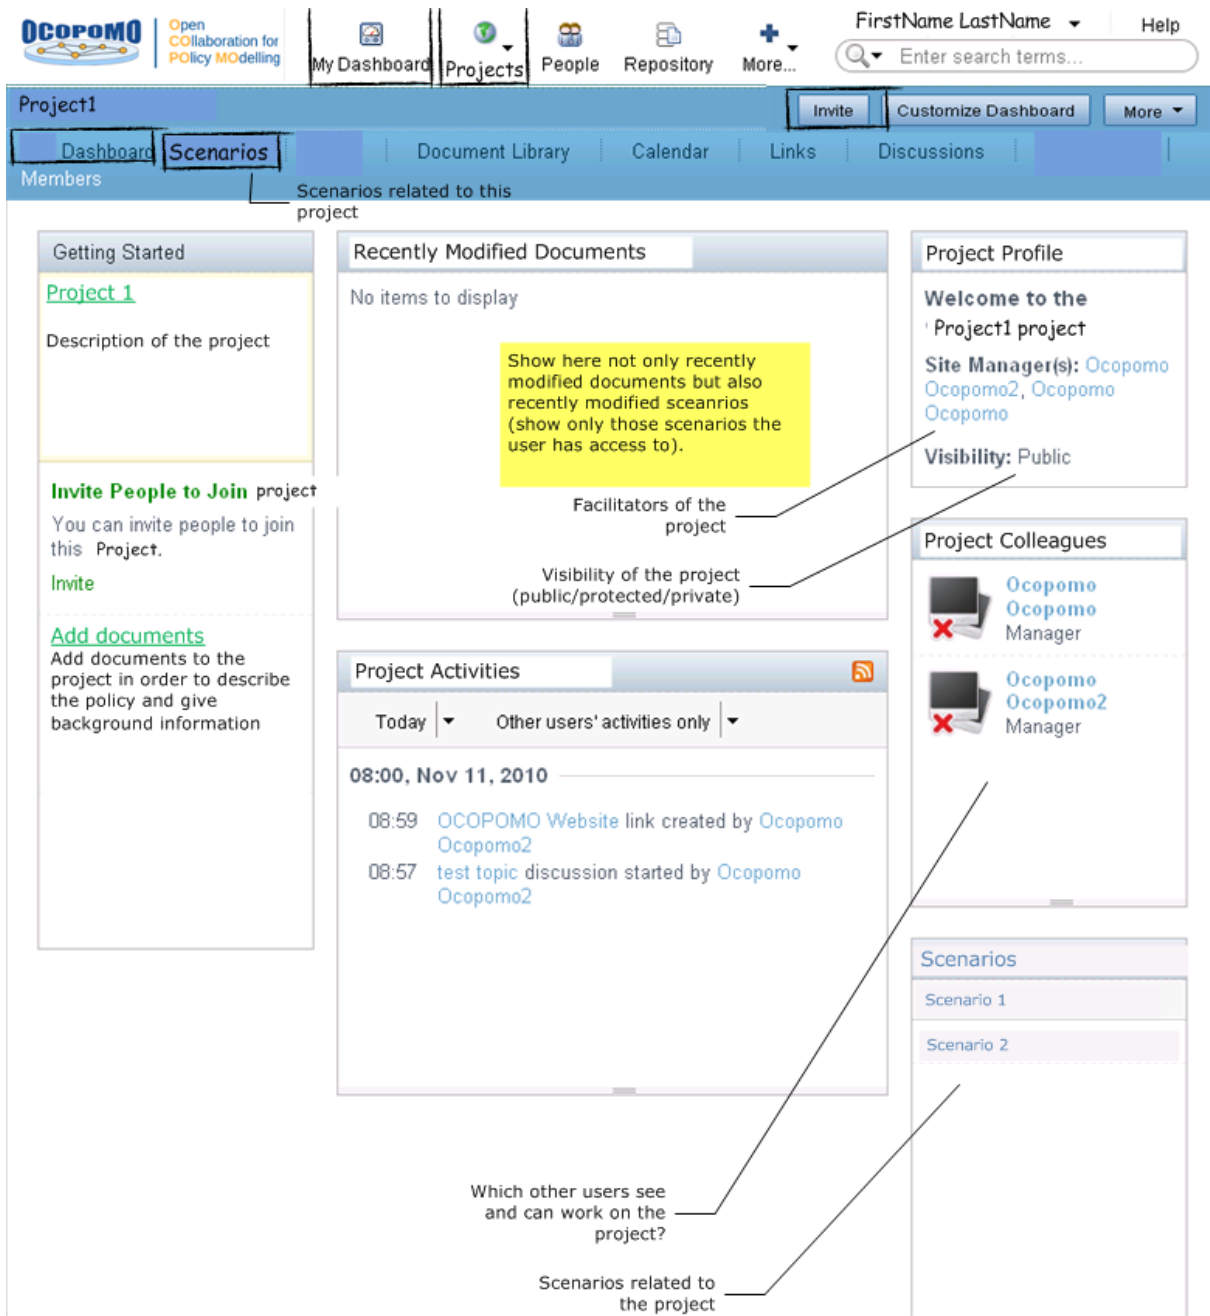 OCOPOMO
Open
COllaboration for
POlicy MOdelling
My Dashboard
Projects
People
Repository
More...
FirstName LastName
Help
Enter search terms...
Project1
Invite
Customize Dashboard
More
Dashboard
Scenarios
Document Library
Calendar
Links
Discussions
Members
Scenarios related to this
project
Getting Started
Project 1
Description of the project
Invite People to Join project
You can invite people to join
this Project.
Invite
Add documents
Add documents to the
project in order to describe
the policy and give
background information
Recently Modified Documents
No items to display
Show here not only recently
modified documents but also
recently modified sceanrios
(show only those scenarios the
user has access to).
Facilitators of the
project
Visibility of the project
(public/protected/private)
Project Activities
Today
Other users' activities only
08:00, Nov 11, 2010
08:59 OCOPOMO Website link created by Ocopomo
Ocopomo2
08:57 test topic discussion started by Ocopomo
Ocopomo2
Project Profile
Welcome to the
Project1 project
Site Manager(s): Ocopomo
Ocopomo2, Ocopomo
Ocopomo
Visibility: Public
Project Colleagues
Ocopomo
Ocopomo
Manager
Ocopomo
Ocopomo2
Manager
Scenarios
Scenario 1
Scenario 2
Which other users see
and can work on the
project?
Scenarios related to
the project